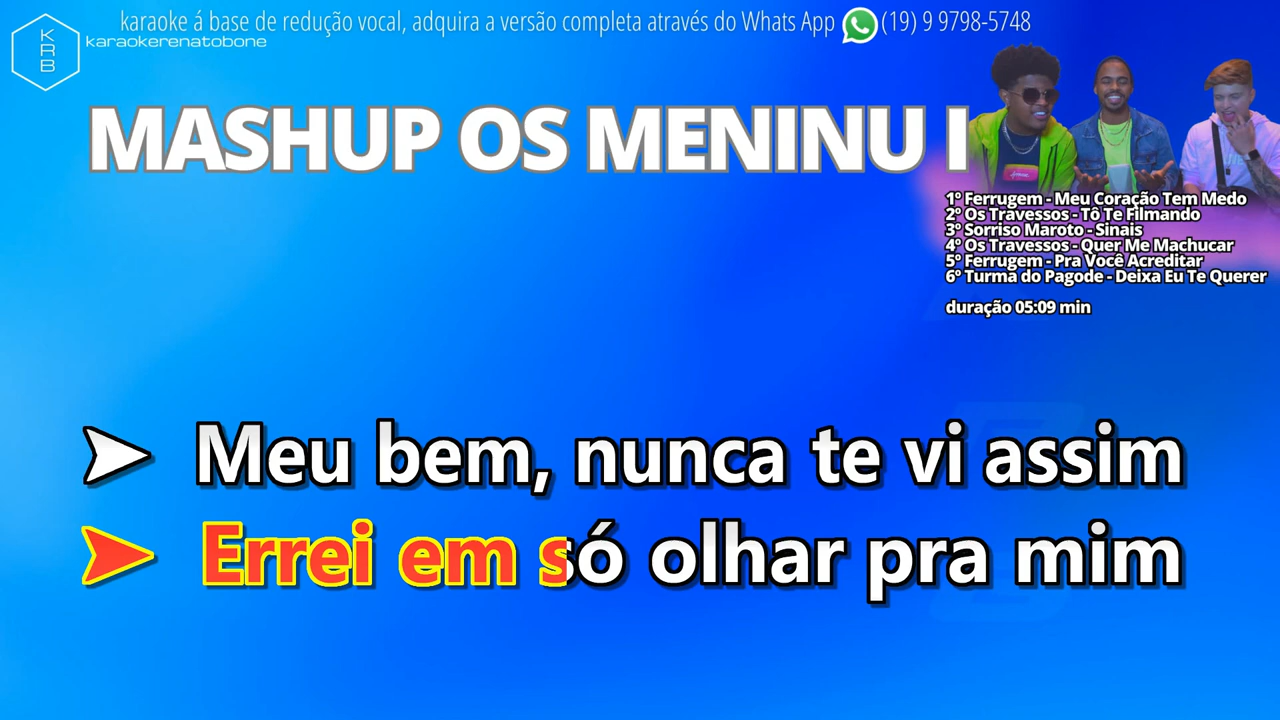 karaoke á base de redução vocal, adquira a versão completa através do Whats App (19) 9 9798-5748
KRB
karaokerenatobone
MASHUP OS MENINU I
1º Ferrugem - Meu Coração Tem Medo
2º Os Travessos - Tô Te Filmando
3º Sorriso Maroto - Sinais
4º Os Travessos - Quer Me Machucar
5º Ferrugem - Pra Você Acreditar
6º Turma do Pagode - Deixa Eu Te Querer
duração 05:09 min
Meu bem, nunca te vi assim
Errei em só olhar pra mim